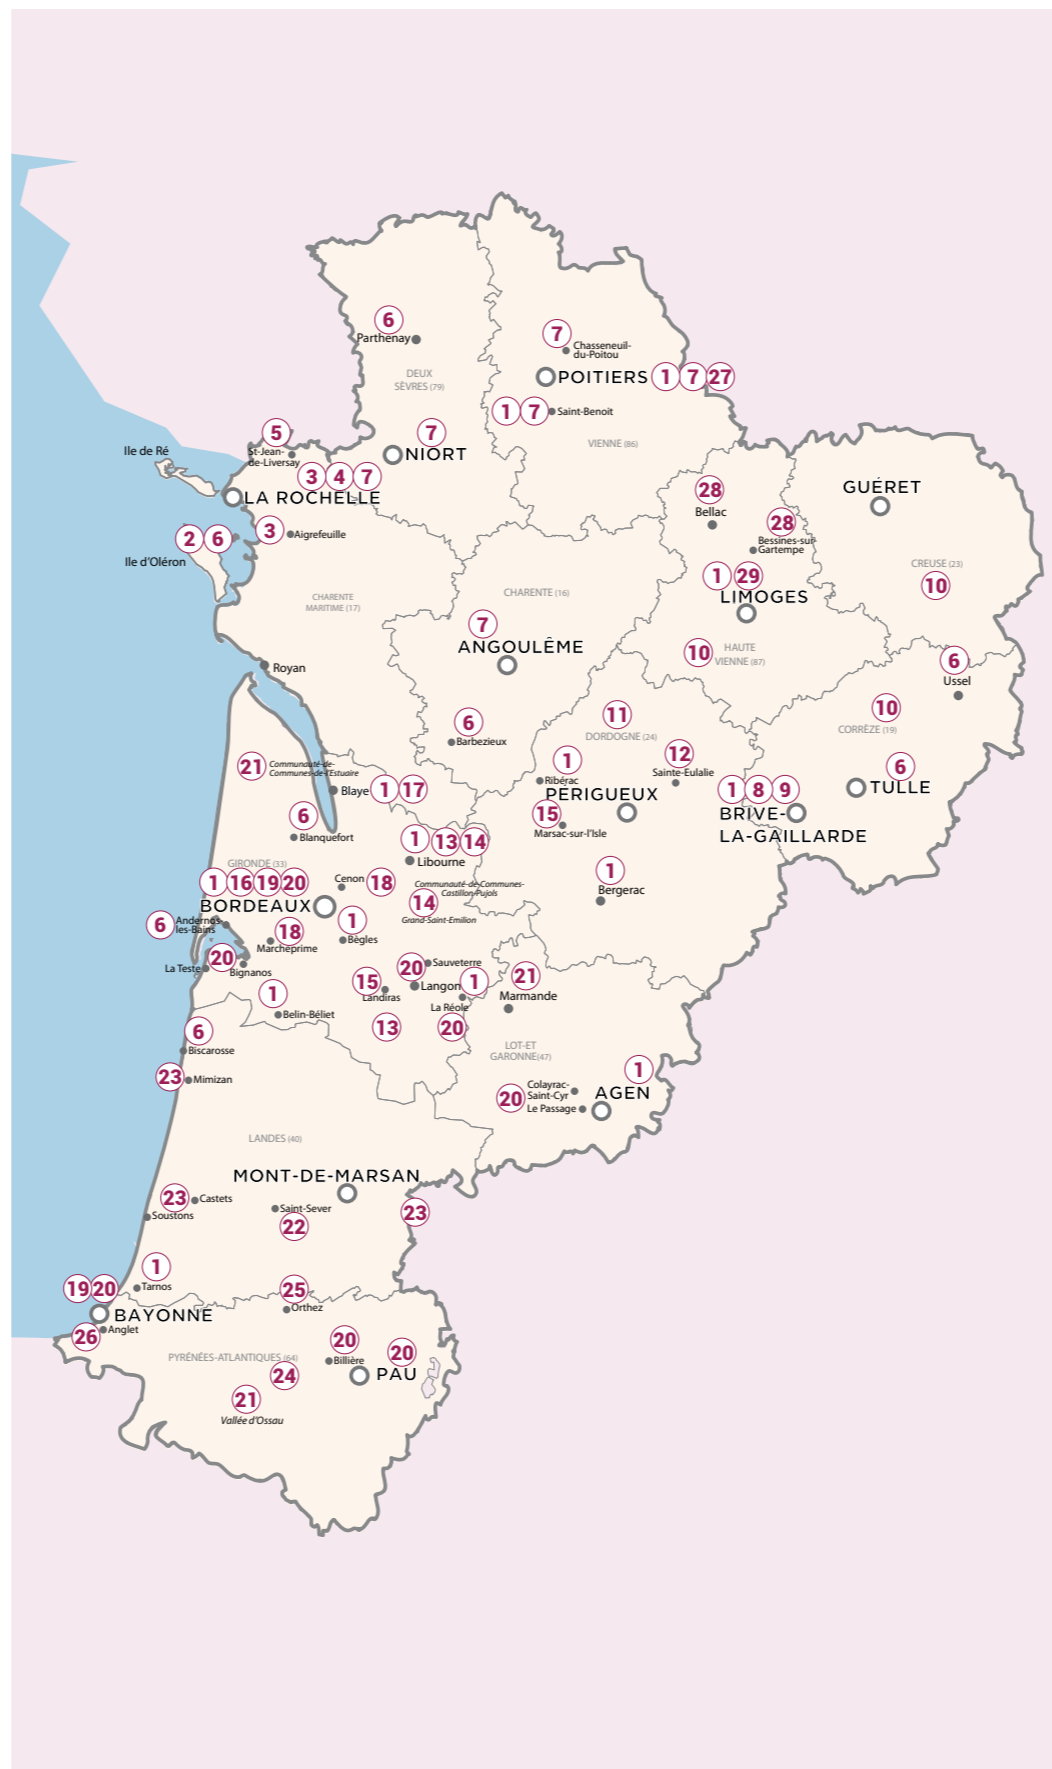 6
Parthenay
7
Chasseneuil-
du-Poitou
DEUX
SÈVRES (79)
POITIERS 1 7 27
1 7 Saint-Benoit
5
7
VIENNE (86)
Ile de Ré
St-Jean-
de-Liversay
NIORT
3 4 7
LA ROCHELLE
28
Bellac
GUÉRET
2 6
3 Aigrefeuille
28
Bessines-sur-
Gartempe
Ile d'Oléron
CREUSE (23)
10
1 29
LIMOGES
CHARENTE
MARITIME (17)
CHARENTE (16)
7
ANGOULÊME
10
HAUTE
VIENNE (87)
Royan
6
Ussel
6
Barbezieux
11
DORDOGNE (24)
10
CORRÈZE (19)
21
Communauté-de-
Communes-de-l'Estuaire
1
Ribérac
12
Sainte-Eulalie
6
TULLE
Blaye 1 17
PÉRIGUEUX
1 8 9
BRIVE-
LA-GAILLARDE
6
Blanquefort
15
Marsac-sur-l'Isle
1 13 14
Libourne
GIRONDE (33)
1 16 19 20
BORDEAUX
Cenon 18
Communauté-de-Communes-
Castillon-Pujols
14
Grand-Saint-Emilion
1
Bergerac
6
Andernos-
les-Bains
18
Marcheprime
1
Bègles
La Teste
20
Bignanos
20
Sauveterre
15
Landiras
Langon
1
La Réole
21
Marmande
1
Belin-Béliet
13
20
6
Biscarosse
LOT-ET
GARONNE(47)
23
Mimizan
1
AGEN
20
Colayrac-
Saint-Cyr
Le Passage
LANDES (40)
MONT-DE-MARSAN
23
Castets
Soustons
Saint-Sever
22
23
1
Tarnos
19 20
BAYONNE
25
Orthez
26
Anglet
20
Billière
20
PAU
PYRÉNÉES-ATLANTIQUES (64)
24
21
Vallée d'Ossau